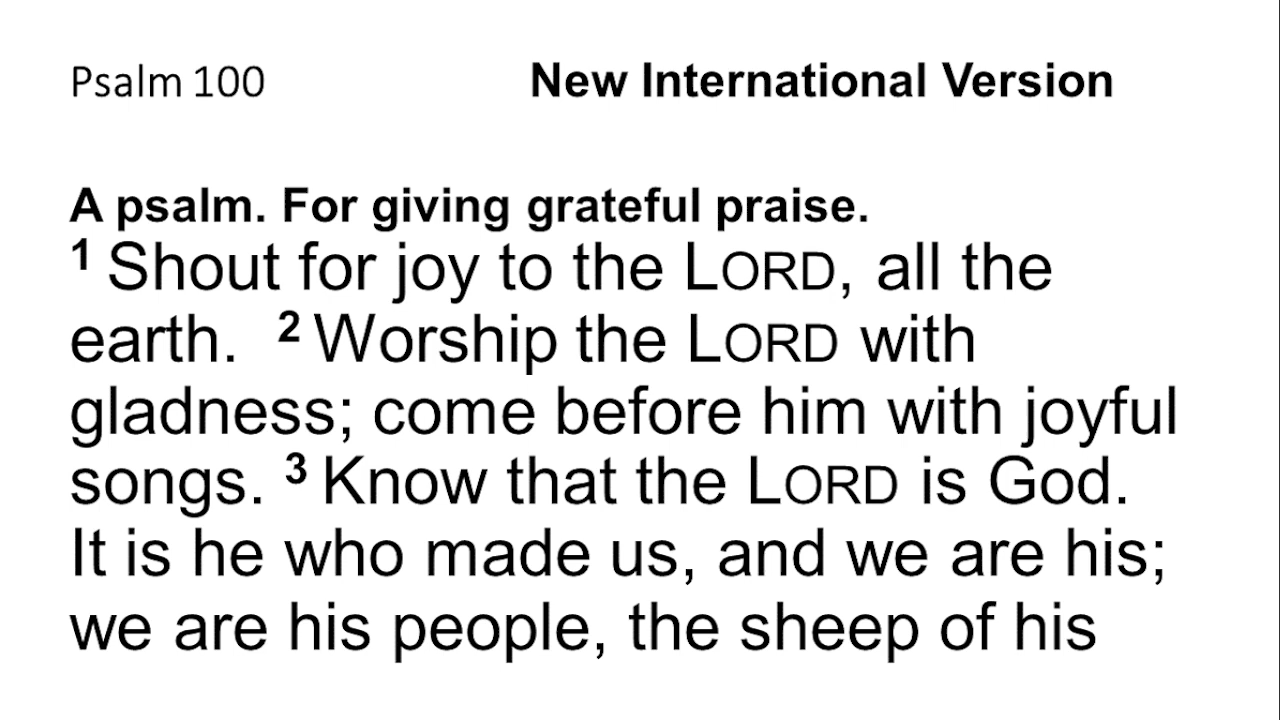 Psalm 100 New International Version
A psalm. For giving grateful praise.
1 Shout for joy to the LORD, all the
earth. 2 Worship the LORD with
gladness; come before him with joyful
songs. 3 Know that the LORD is God.
It is he who made us, and we are his;
we are his people, the sheep of his